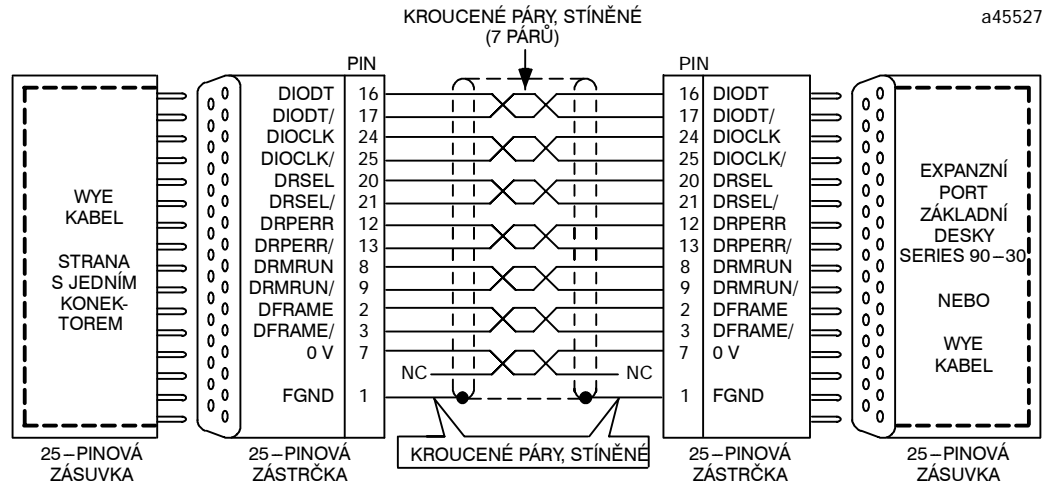 KROUCENÉ PÁRY, STÍNĚNÉ
(7 PÁRŮ)
a45527
PIN
PIN
DIODT 16
16 DIODT
DIODT/ 17
17 DIODT/
DIOCLK 24
24 DIOCLK
DIOCLK/ 25
25 DIOCLK/
DRSEL 20
20 DRSEL
DRSEL/ 21
21 DRSEL/
DRPERR 12
12 DRPERR
DRPERR/ 13
13 DRPERR/
DRMRUN 8
8 DRMRUN
DRMRUN/ 9
9 DRMRUN/
DFRAME 2
2 DFRAME
DFRAME/ 3
3 DFRAME/
0 V 7
7 0 V
NC
NC
FGND 1
1 FGND
WYE
KABEL
STRANA
S JEDNÍM
KONEK-
TOREM
EXPANZNÍ
PORT
ZÁKLADNÍ
DESKY
SERIES 90–30
NEBO
WYE
KABEL
KROUCENÉ PÁRY, STÍNĚNÉ
25–PINOVÁ
ZÁSUVKA
25–PINOVÁ
ZÁSTRČKA
25–PINOVÁ
ZÁSTRČKA
25–PINOVÁ
ZÁSUVKA